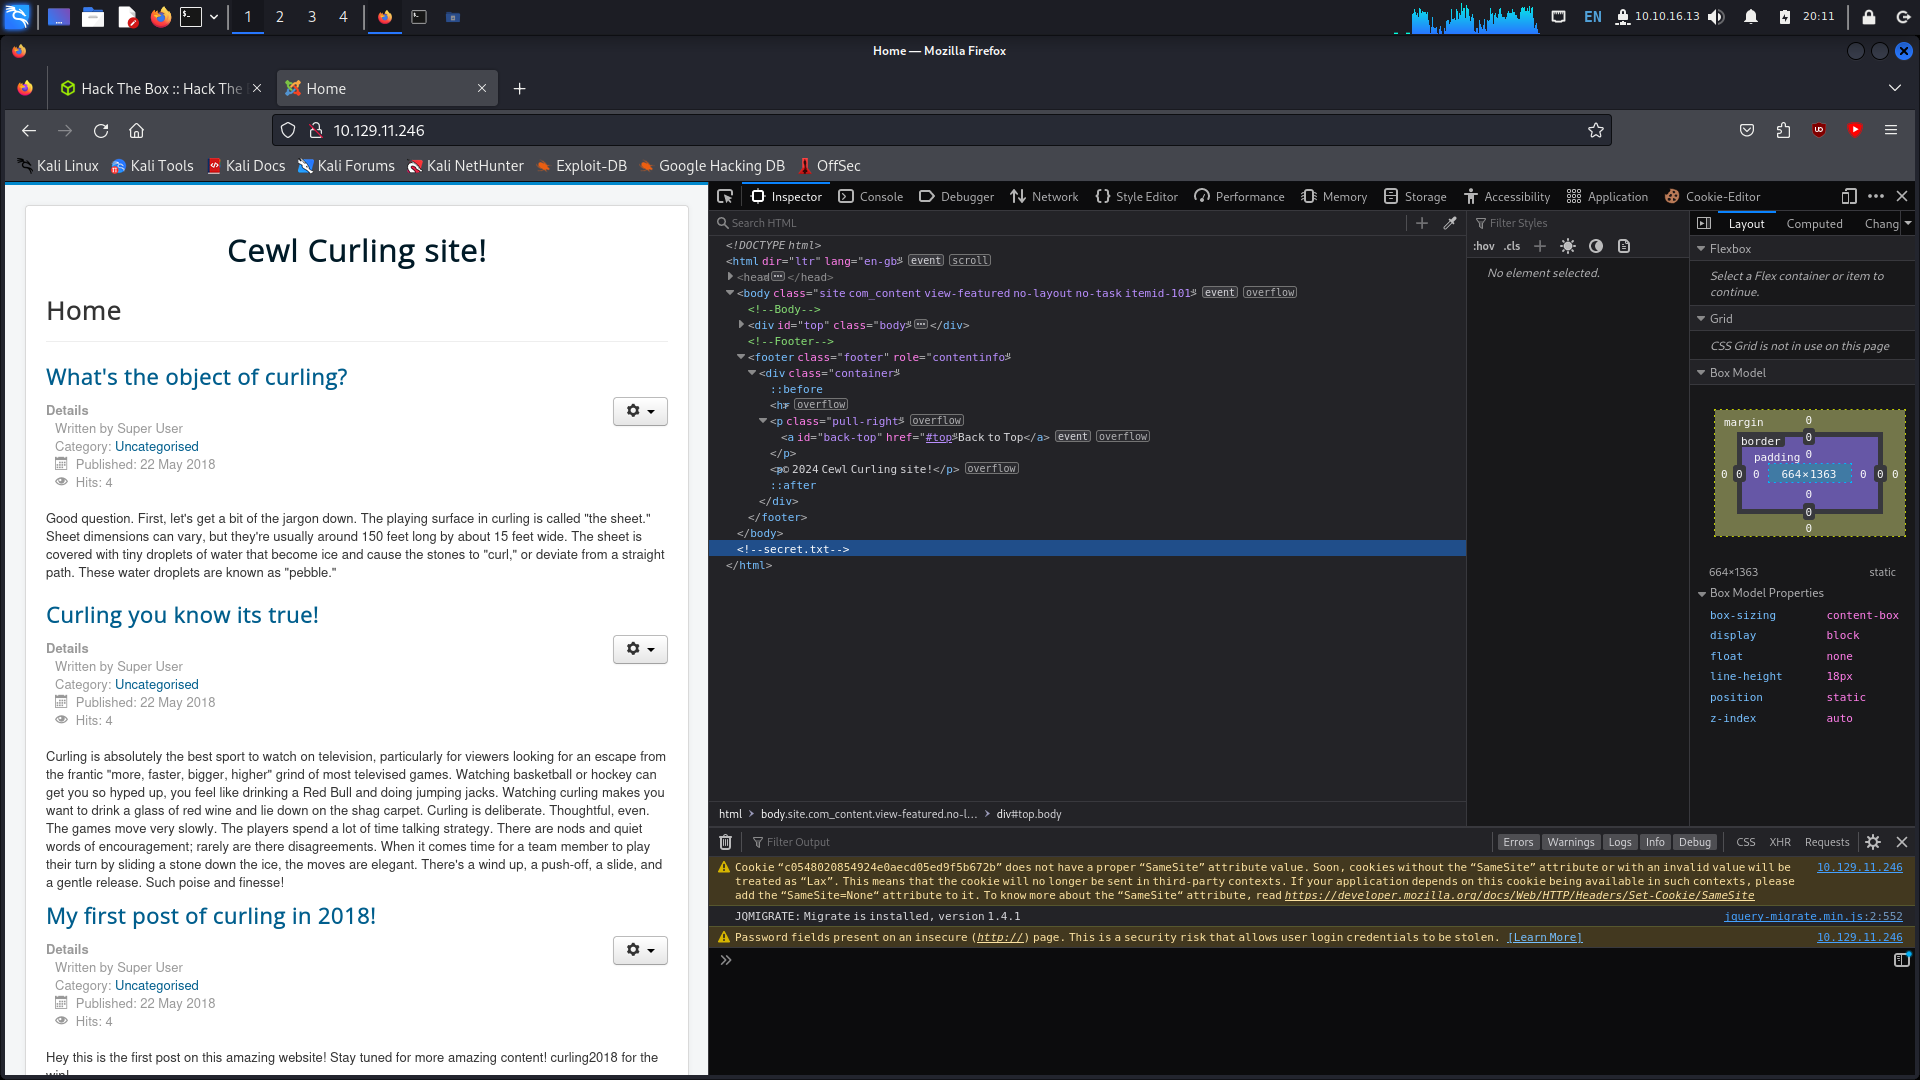 1
2
3
4
EN
10.10.16.13
20:11
Home — Mozilla Firefox
Hack The Box :: Hack The
Home
10.129.11.246
Kali Linux
Kali Tools
Kali Docs
Kali Forums
Kali NetHunter
Exploit-DB
Google Hacking DB
OffSec
Cewl Curling site!
Home
What's the object of curling?
Details
Written by Super User
Category: Uncategorised
Published: 22 May 2018
Hits: 4
Good question. First, let's get a bit of the jargon down. The playing surface in curling is called "the sheet."
Sheet dimensions can vary, but they're usually around 150 feet long by about 15 feet wide. The sheet is
covered with tiny droplets of water that become ice and cause the stones to "curl," or deviate from a straight
path. These water droplets are known as "pebble."
Curling you know its true!
Details
Written by Super User
Category: Uncategorised
Published: 22 May 2018
Hits: 4
Curling is absolutely the best sport to watch on television, particularly for viewers looking for an escape from
the frantic "more, faster, bigger, higher" grind of most televised games. Watching basketball or hockey can
get you so hyped up, you feel like drinking a Red Bull and doing jumping jacks. Watching curling makes you
want to drink a glass of red wine and lie down on the shag carpet. Curling is deliberate. Thoughtful, even.
The games move very slowly. The players spend a lot of time talking strategy. There are nods and quiet
words of encouragement; rarely are there disagreements. When it comes time for a team member to play
their turn by sliding a stone down the ice, the moves are elegant. There's a wind up, a push-off, a slide, and
a gentle release. Such poise and finesse!
My first post of curling in 2018!
Details
Written by Super User
Category: Uncategorised
Published: 22 May 2018
Hits: 4
Hey this is the first post on this amazing website! Stay tuned for more amazing content! curling2018 for the
Inspector
Console
Debugger
Network
Style Editor
Performance
Memory
Storage
Accessibility
Application
Cookie-Editor
Search HTML
<!DOCTYPE html>
<html dir="ltr" lang="en-gb"> event scroll
<head> ··· </head>
<body class="site com_content view-featured no-layout no-task itemid-101"> event overflow
<!--Body-->
<div id="top" class="body"> ··· </div>
<!--Footer-->
<footer class="footer" role="contentinfo">
<div class="container">
::before
<hr> overflow
<p class="pull-right"> overflow
<a id="back-top" href="#top">Back to Top</a> event overflow
</p>
<p>© 2024 Cewl Curling site!</p> overflow
::after
</div>
</footer>
</body>
<!--secret.txt-->
</html>
html
body.site.com_content.view-featured.no-l…
div#top.body
Filter Styles
:hov .cls
No element selected.
Layout
Computed
Chang
Flexbox
Select a Flex container or item to
continue.
Grid
CSS Grid is not in use on this page
Box Model
margin 0
border 0
padding 0
0 0 0 664×1363 0 0 0
0
0
0
664×1363 static
Box Model Properties
box-sizing content-box
display block
float none
line-height 18px
position static
z-index auto
Filter Output
Errors
Warnings
Logs
Info
Debug
CSS
XHR
Requests
Cookie “c0548020854924e0aecd05ed9f5b672b” does not have a proper “SameSite” attribute value. Soon, cookies without the “SameSite” attribute or with an invalid value will be 10.129.11.246
treated as “Lax”. This means that the cookie will no longer be sent in third-party contexts. If your application depends on this cookie being available in such contexts, please
add the “SameSite=None“ attribute to it. To know more about the “SameSite“ attribute, read https://developer.mozilla.org/docs/Web/HTTP/Headers/Set-Cookie/SameSite
JQMIGRATE: Migrate is installed, version 1.4.1 jquery-migrate.min.js:2:552
Password fields present on an insecure (http://) page. This is a security risk that allows user login credentials to be stolen. [Learn More] 10.129.11.246